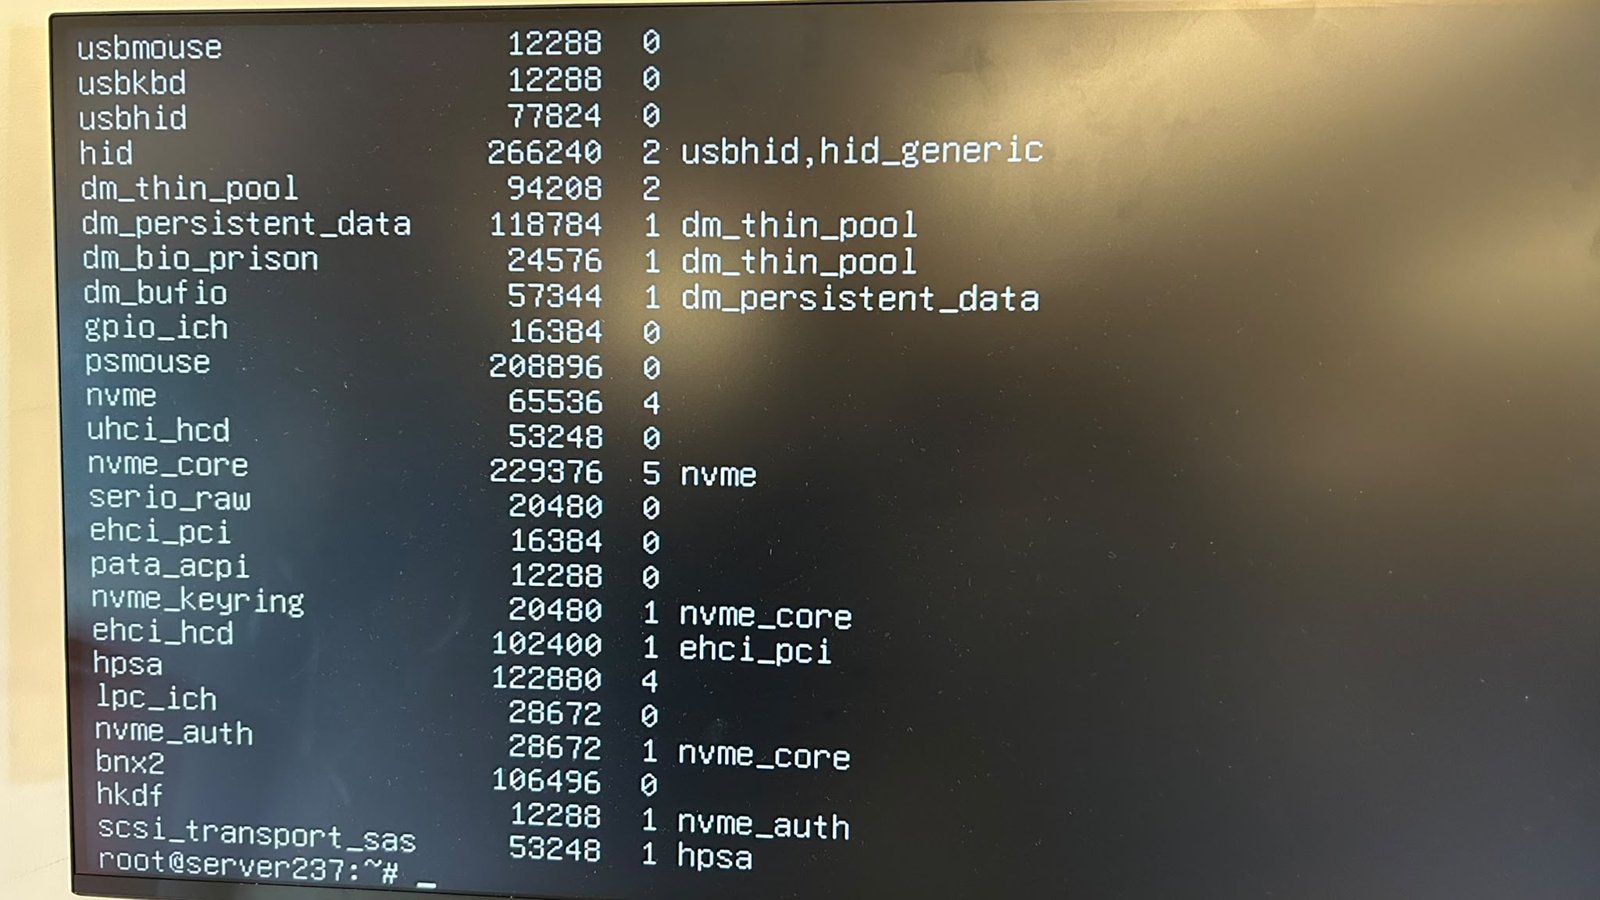 usbmouse 12288 0
usbkbd 12288 0
usbhid 77824 0
hid 266240 2 usbhid,hid_generic
dm_thin_pool 94208 2
dm_persistent_data 118784 1 dm_thin_pool
dm_bio_prison 24576 1 dm_thin_pool
dm_bufio 57344 1 dm_persistent_data
gpio_ich 16384 0
psmouse 208896 0
nvme 65536 4
uhci_hcd 53248 0
nvme_core 229376 5 nvme
serio_raw 20480 0
ehci_pci 16384 0
pata_acpi 12288 0
nvme_keyring 20480 1 nvme_core
ehci_hcd 102400 1 ehci_pci
hpsa 122880 4
lpc_ich 28672 0
nvme_auth 28672 1 nvme_core
bnx2 106496 0
hkdf 12288 1 nvme_auth
scsi_transport_sas 53248 1 hpsa
root@server237:~# _